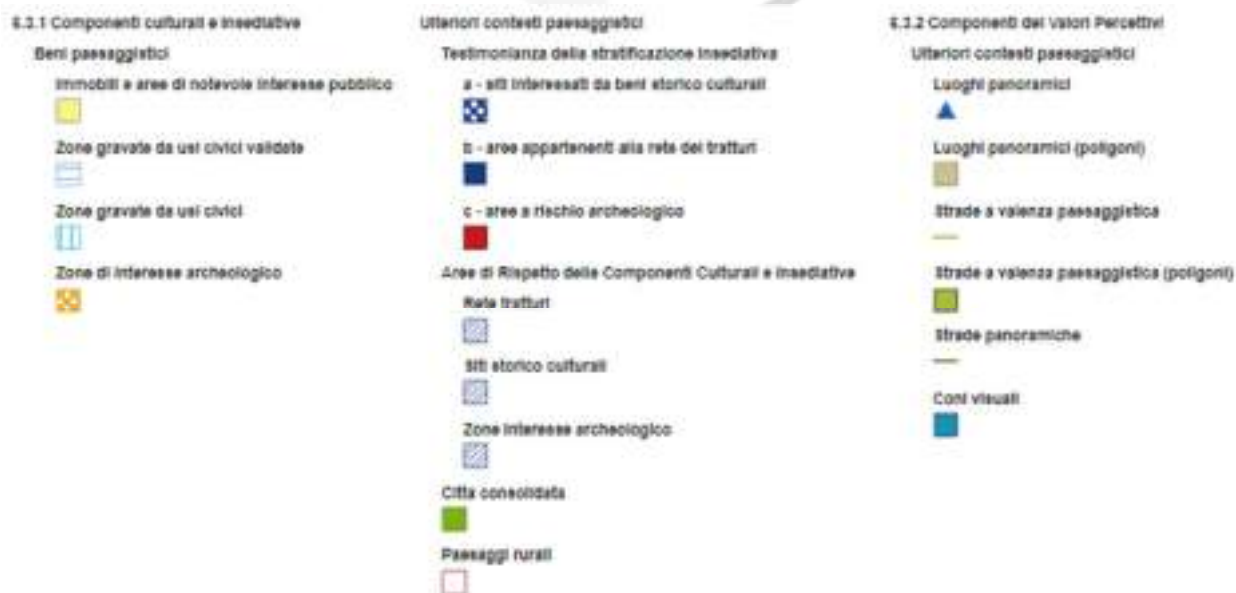 6.3.1 Componenti culturali e insediative
Beni paesaggistici
Immobili e aree di notevole interesse pubblico
Zone gravate da usi civici validate
Zone gravate da usi civici
Zone di interesse archeologico
Ulteriori contesti paesaggistici
Testimonianza della stratificazione insediativa
a - siti interessati da beni storico culturali
b - aree appartenenti alla rete dei tratturi
c - aree a rischio archeologico
Aree di Rispetto delle Componenti Culturali e Insediative
Rete tratturi
Siti storico culturali
Zone interesse archeologico
Citta consolidata
Paesaggi rurali
6.3.2 Componenti dei Valori Percettivi
Ulteriori contesti paesaggistici
Luoghi panoramici
Luoghi panoramici (poligoni)
Strade a valenza paesaggistica
Strade a valenza paesaggistica (poligoni)
Strade panoramiche
Coni visuali